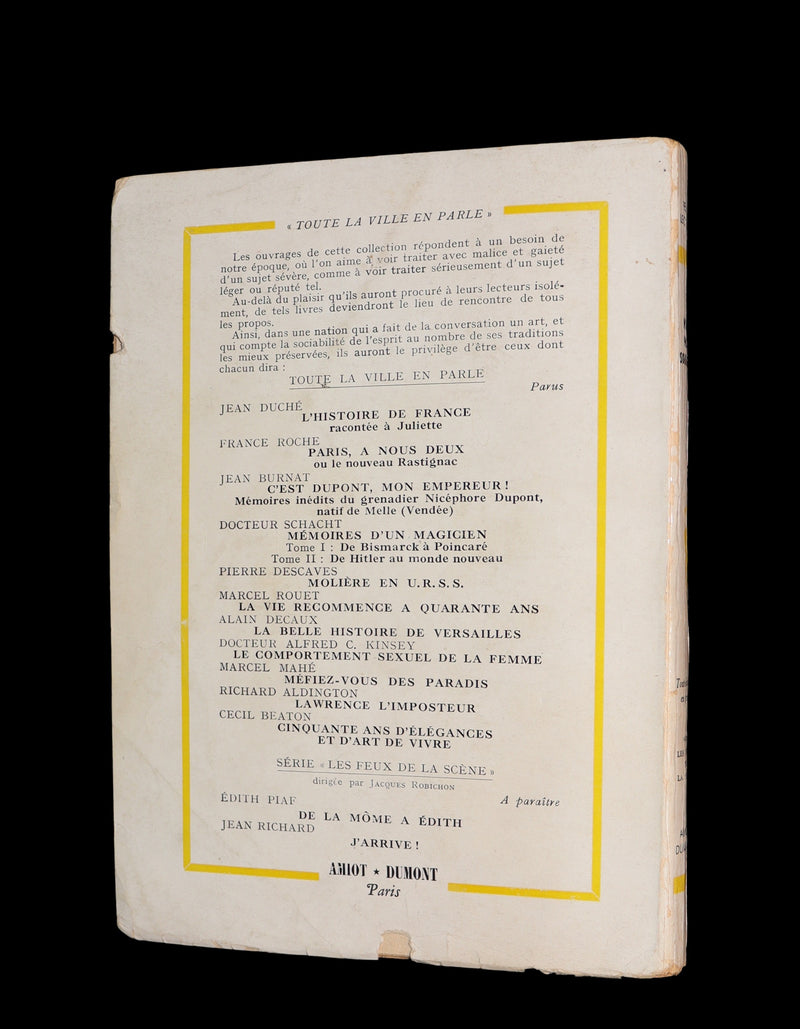 « TOUTE LA VILLE EN PARLE »
Les ouvrages de cette collection répondent à un besoin de
notre époque, où l'on aime à voir traiter avec malice et gaieté
d'un sujet sévère, comme à voir traiter sérieusement d'un sujet
léger ou réputé tel.
Au-delà du plaisir qu'ils auront procuré à leurs lecteurs isolé-
ment, de tels livres deviendront le lieu de rencontre de tous
les propos.
Ainsi, dans une nation qui a fait de la conversation un art, et
qui compte la sociabilité de l'esprit au nombre de ses traditions
les mieux préservées, ils auront le privilège d'être ceux dont
chacun dira :
TOUTE LA VILLE EN PARLE
Parus
JEAN DUCHÉ
L'HISTOIRE DE FRANCE
racontée à Juliette
FRANCE ROCHE
PARIS, A NOUS DEUX
ou le nouveau Rastignac
JEAN BURNAT
C'EST DUPONT, MON EMPEREUR !
Mémoires inédits du grenadier Nicéphore Dupont,
natif de Melle (Vendée)
DOCTEUR SCHACHT
MÉMOIRES D'UN MAGICIEN
Tome I : De Bismarck à Poincaré
Tome II : De Hitler au monde nouveau
PIERRE DESCAVES
MOLIÈRE EN U.R.S.S.
MARCEL ROUET
LA VIE RECOMMENCE A QUARANTE ANS
ALAIN DECAUX
LA BELLE HISTOIRE DE VERSAILLES
DOCTEUR ALFRED C. KINSEY
LE COMPORTEMENT SEXUEL DE LA FEMME
MARCEL MAHÉ
MÉFIEZ-VOUS DES PARADIS
RICHARD ALDINGTON
LAWRENCE L'IMPOSTEUR
CECIL BEATON
CINQUANTE ANS D'ÉLÉGANCES
ET D'ART DE VIVRE
SÉRIE « LES FEUX DE LA SCÈNE »
dirigée par JACQUES ROBICHON
A paraître
ÉDITH PIAF
DE LA MÔME A ÉDITH
JEAN RICHARD
J'ARRIVE !
AMIOT ★ DUMONT
Paris